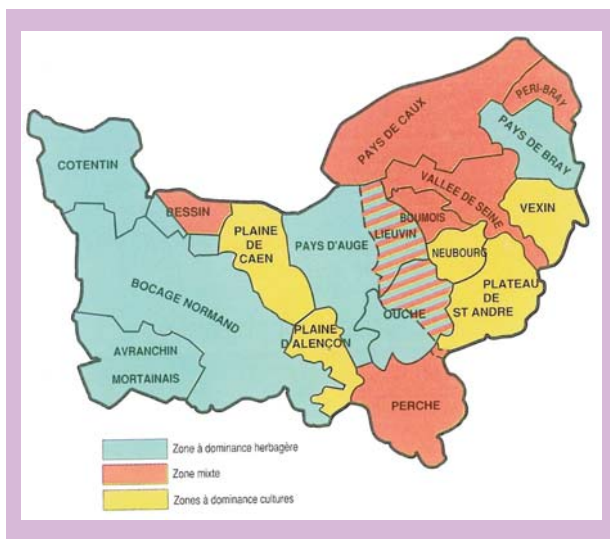 PERI-BRAY
PAYS DE CAUX
PAYS DE BRAY
COTENTIN
VALLEE DE SEINE
VEXIN
BESSIN
ROUMOIS
LIEUVIN
PLAINE
DE
CAEN
PAYS D'AUGE
NEUBOURG
PLATEAU
DE
ST ANDRE
BOCAGE NORMAND
OUCHE
PLAINE
D'ALENÇON
AVRANCHIN
MORTAINAIS
PERCHE
Zone à dominance herbagère
Zone mixte
Zones à dominance cultures